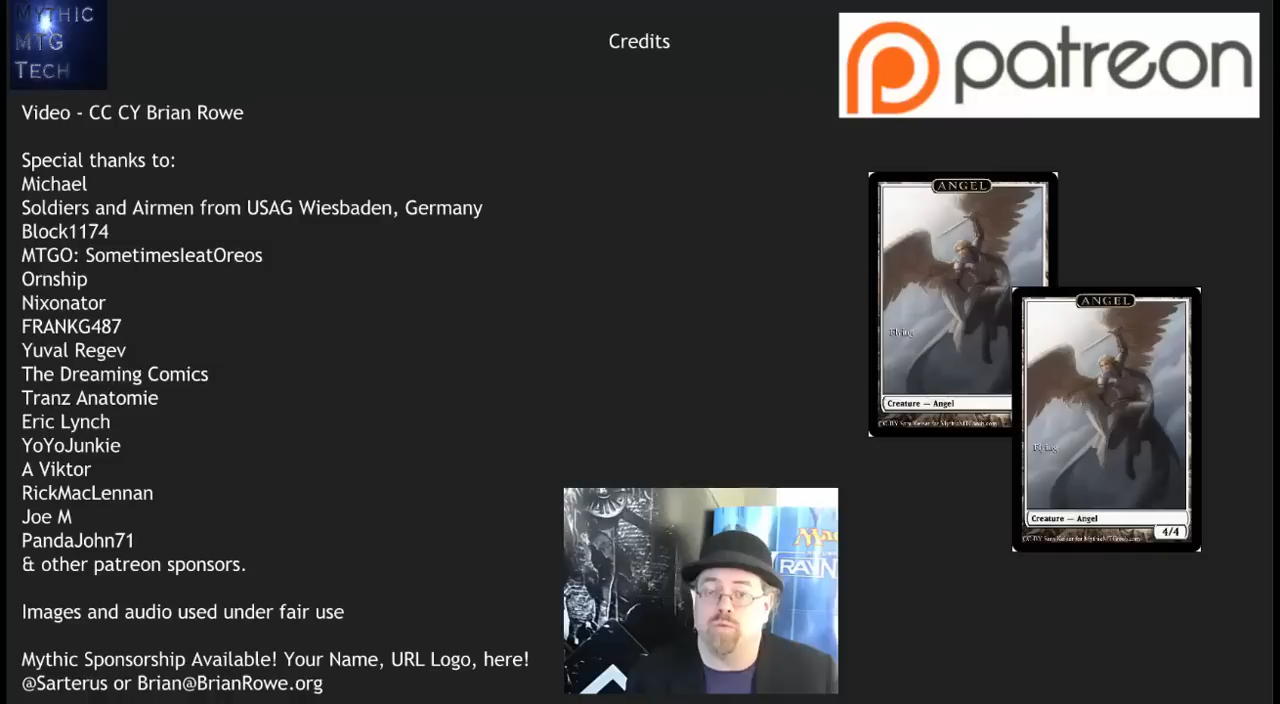 MYTHIC
MTG
TECH
Credits
patreon
Video - CC CY Brian Rowe
Special thanks to:
Michael
Soldiers and Airmen from USAG Wiesbaden, Germany
Block1174
MTGO: SometimesIeatOreos
Ornship
Nixonator
FRANKG487
Yuval Regev
The Dreaming Comics
Tranz Anatomie
Eric Lynch
YoYoJunkie
A Viktor
RickMacLennan
Joe M
PandaJohn71
& other patreon sponsors.
Images and audio used under fair use
Mythic Sponsorship Available! Your Name, URL Logo, here!
@Sarterus or Brian@BrianRowe.org
ANGEL
Flying
Creature — Angel
ANGEL
Flying
Creature — Angel
4/4